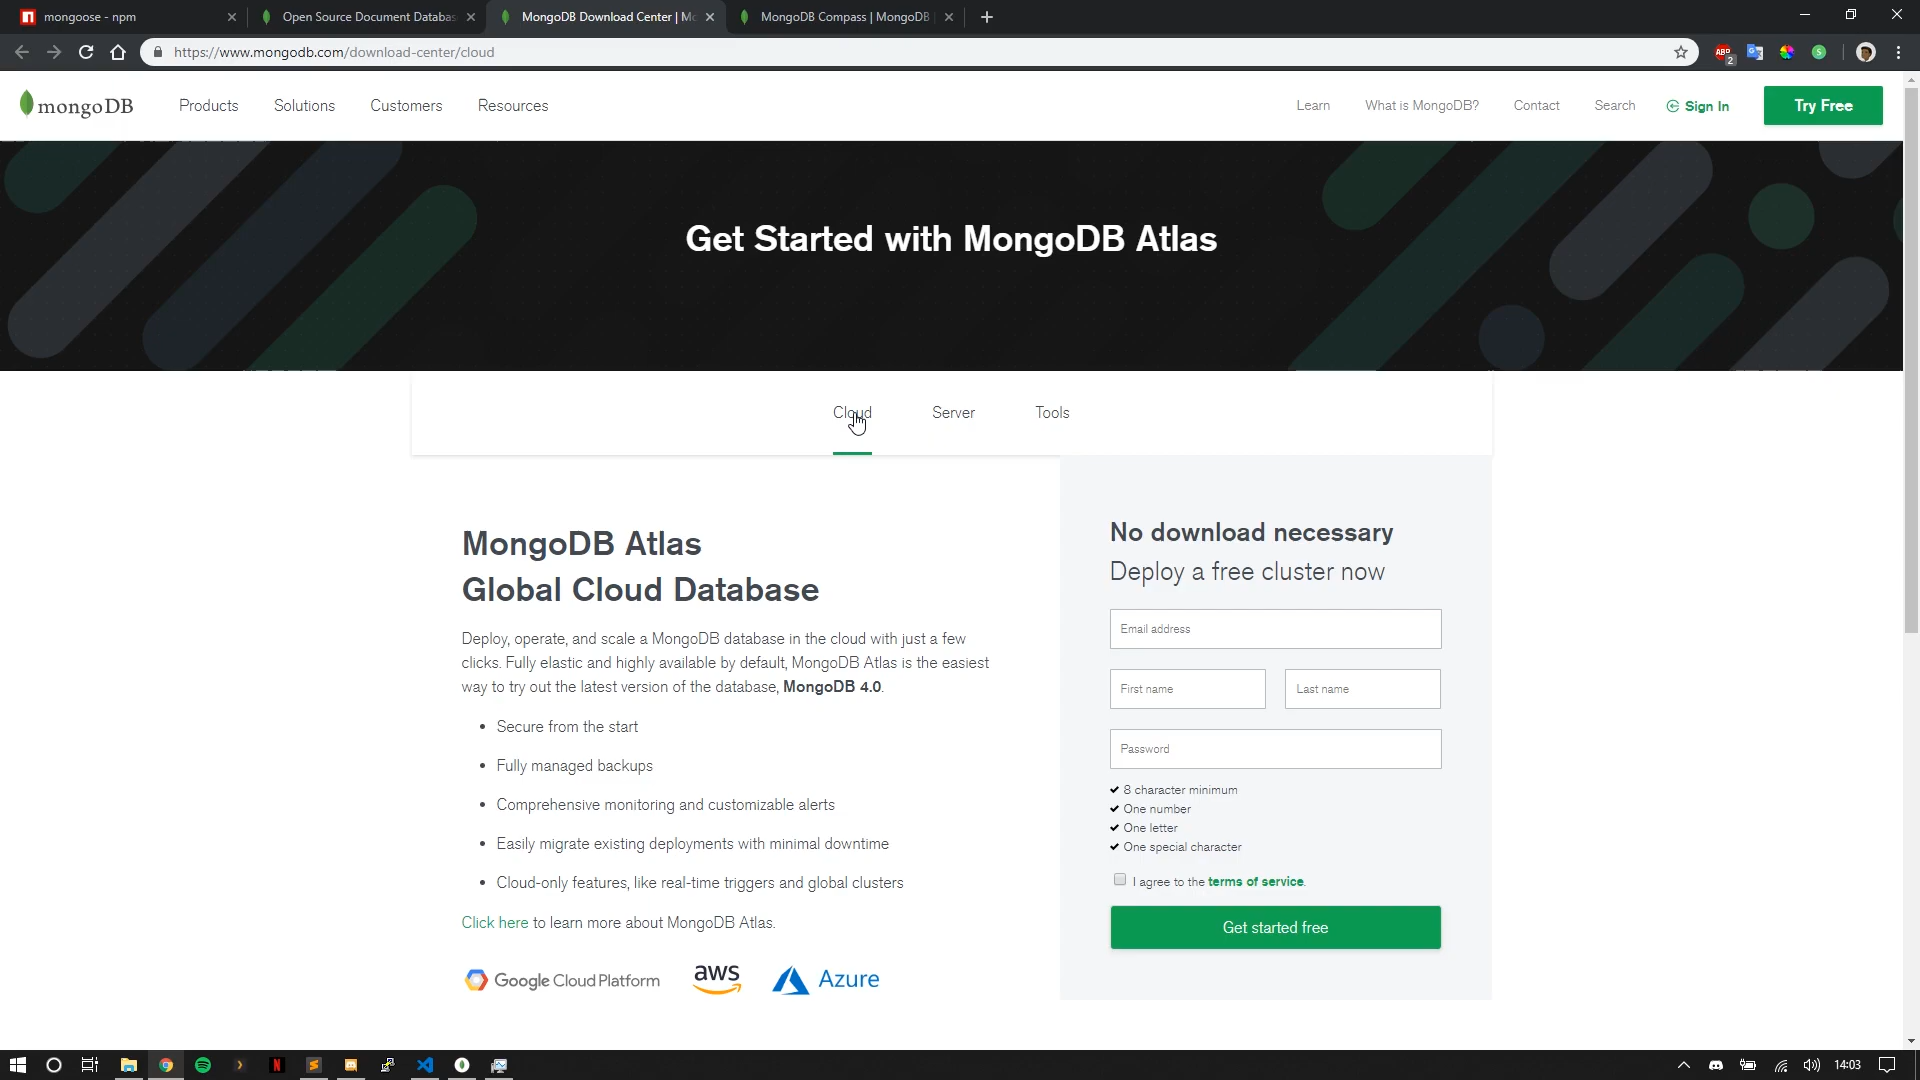 mongoose - npm
Open Source Document Databas
MongoDB Download Center | Mo
MongoDB Compass | MongoDB
https://www.mongodb.com/download-center/cloud
ABP
2
S
mongoDB
Products
Solutions
Customers
Resources
Learn
What is MongoDB?
Contact
Search
Sign In
Try Free
Get Started with MongoDB Atlas
Cloud
Server
Tools
MongoDB Atlas
Global Cloud Database
Deploy, operate, and scale a MongoDB database in the cloud with just a few
clicks. Fully elastic and highly available by default, MongoDB Atlas is the easiest
way to try out the latest version of the database, MongoDB 4.0.
• Secure from the start
• Fully managed backups
• Comprehensive monitoring and customizable alerts
• Easily migrate existing deployments with minimal downtime
• Cloud-only features, like real-time triggers and global clusters
Click here to learn more about MongoDB Atlas.
Google Cloud Platform
aws
Azure
No download necessary
Deploy a free cluster now
Email address
First name
Last name
Password
✔ 8 character minimum
✔ One number
✔ One letter
✔ One special character
I agree to the terms of service.
Get started free
N
14:03